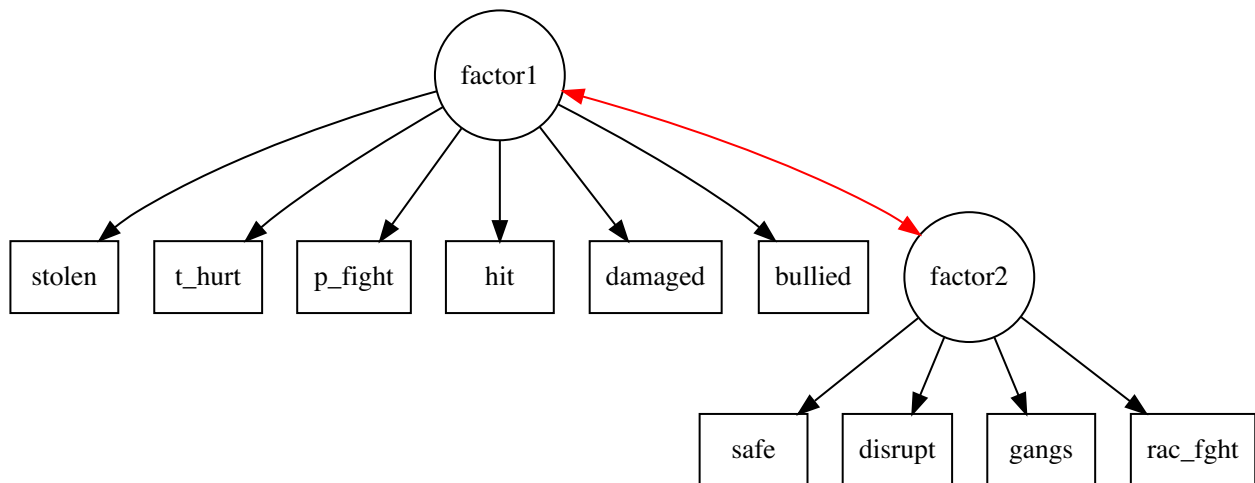 factor1
stolen
t_hurt
p_fight
hit
damaged
bullied
factor2
safe
disrupt
gangs
rac_fght